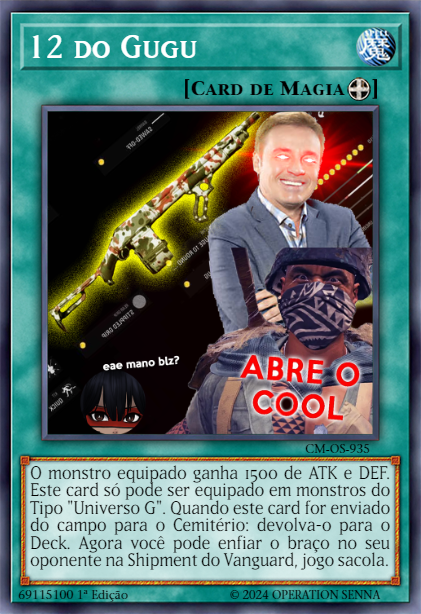 12 do Gugu
[Card de Magia]
eae mano blz?
ABRE O
COOL
CM-OS-935
O monstro equipado ganha 1500 de ATK e DEF.
Este card só pode ser equipado em monstros do
Tipo "Universo G". Quando este card for enviado
do campo para o Cemitério: devolva-o para o
Deck. Agora você pode enfiar o braço no seu
oponente na Shipment do Vanguard, jogo sacola.
69115100 1ª Edição
© 2024 OPERATION SENNA